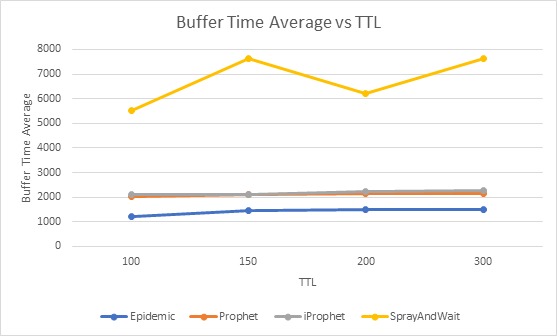 Buffer Time Average vs TTL
8000
7000
6000
5000
4000
3000
2000
1000
0
Buffer Time Average
100 150 200 300
TTL
Epidemic Prophet iProphet SprayAndWait